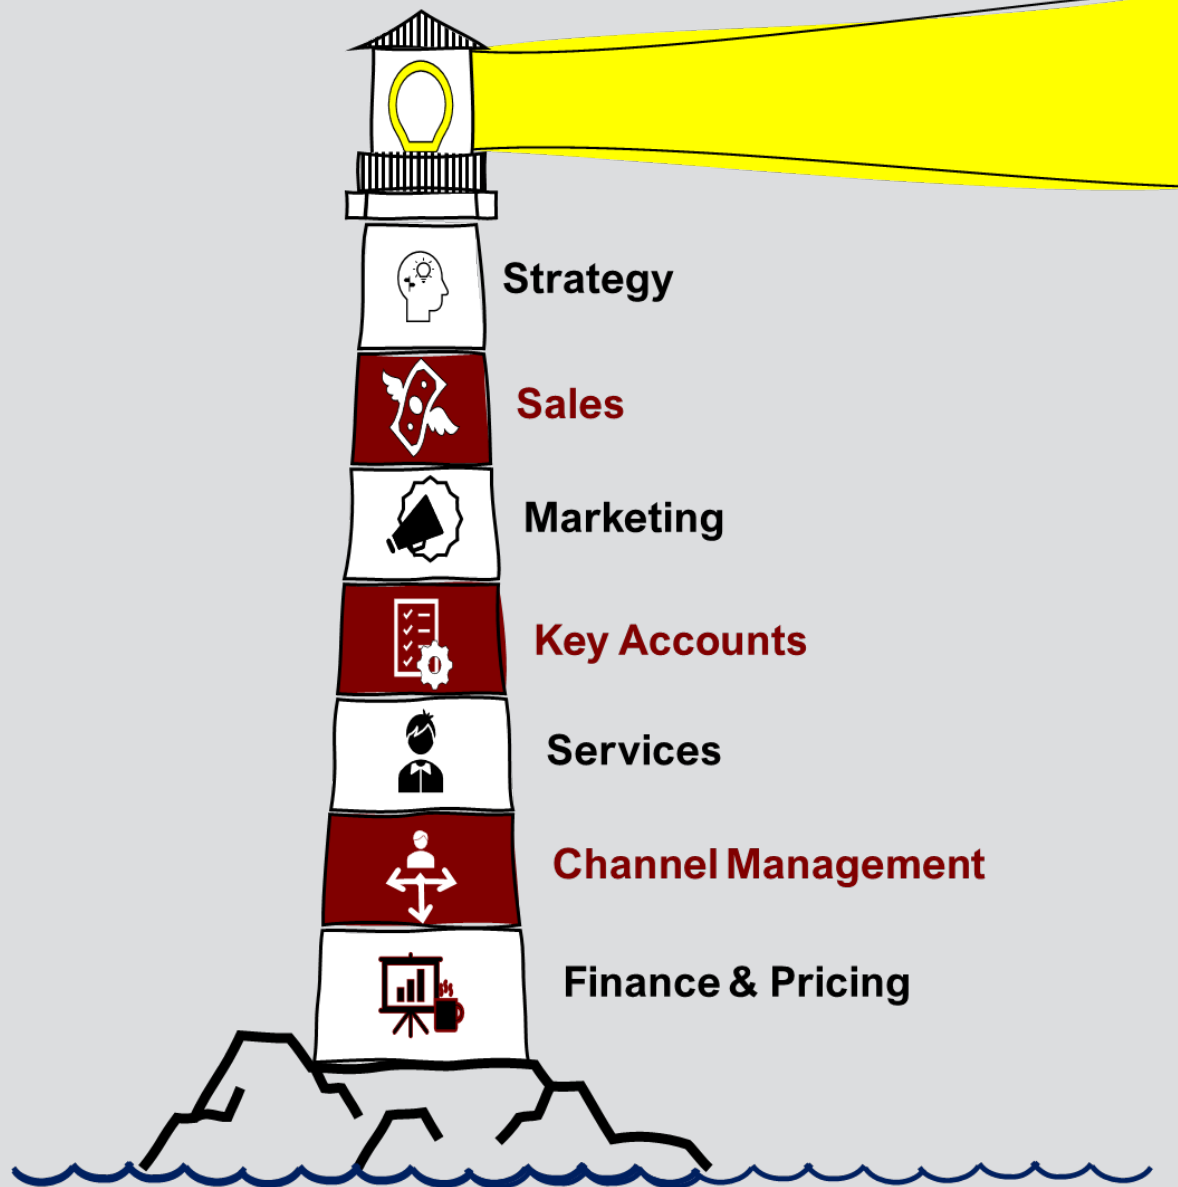 Strategy
Sales
Marketing
Key Accounts
Services
Channel Management
Finance & Pricing